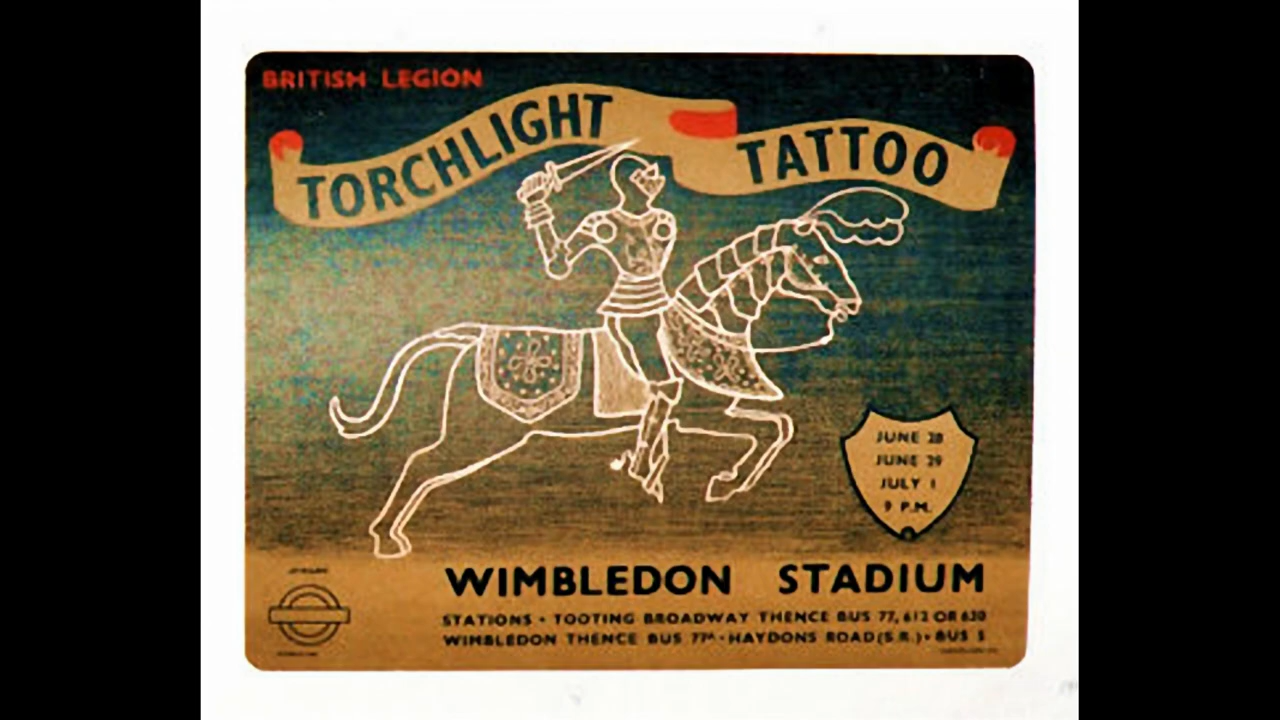 BRITISH LEGION
TORCHLIGHT TATTOO
JUNE 28
JUNE 29
JULY 1
9 P.M.
WIMBLEDON STADIUM
STATIONS · TOOTING BROADWAY THENCE BUS 77, 612 OR 630
WIMBLEDON THENCE BUS 77ᴬ · HAYDONS ROAD (S.R.) · BUS 5